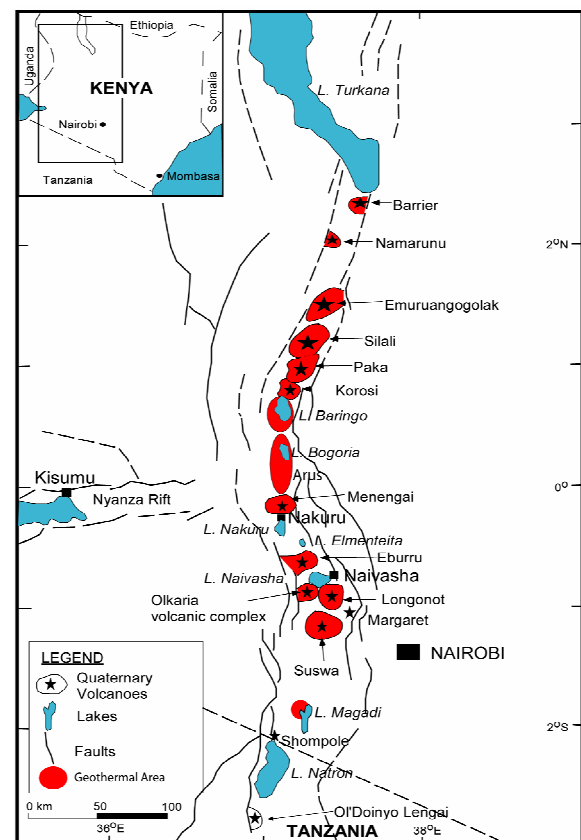 Ethiopia
Uganda
KENYA
Somalia
Nairobi
Tanzania
Mombasa
L. Turkana
Barrier
Namarunu
2°N
Emuruangogolak
Silali
Paka
Korosi
L. Baringo
L. Bogoria
Arus
Kisumu
Menengai
0°
Nyanza Rift
Nakuru
L. Nakuru
L. Elmenteita
Eburru
L. Naivasha
Naivasha
Olkaria
volcanic complex
Longonot
Margaret
NAIROBI
Suswa
LEGEND
Quaternary
Volcanoes
Lakes
Faults
Geothermal Area
0 km
50
100
L. Magadi
2°S
Shompole
L. Natron
Ol'Doinyo Lengai
36°E
38°E
TANZANIA